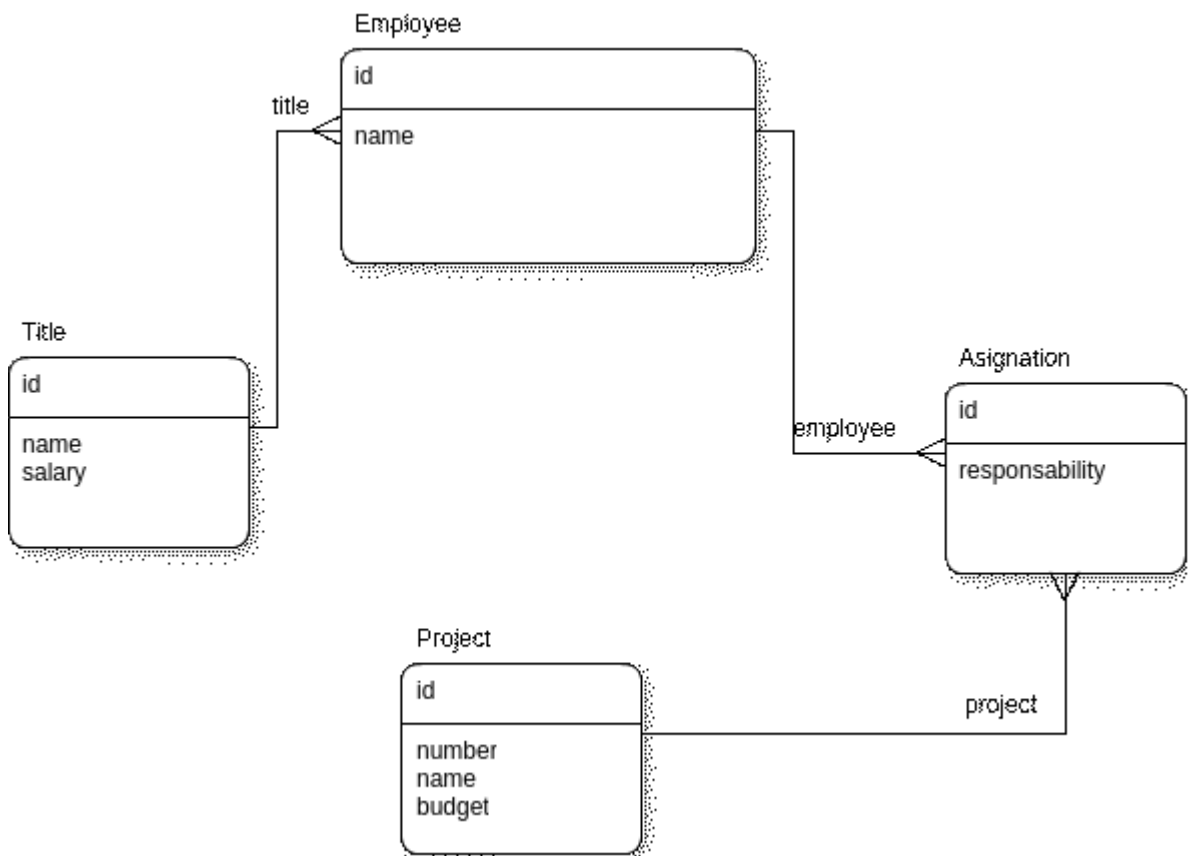 Employee
id
title
name
Title
id
name
salary
Asignation
id
employee
responsability
Project
id
project
number
name
budget